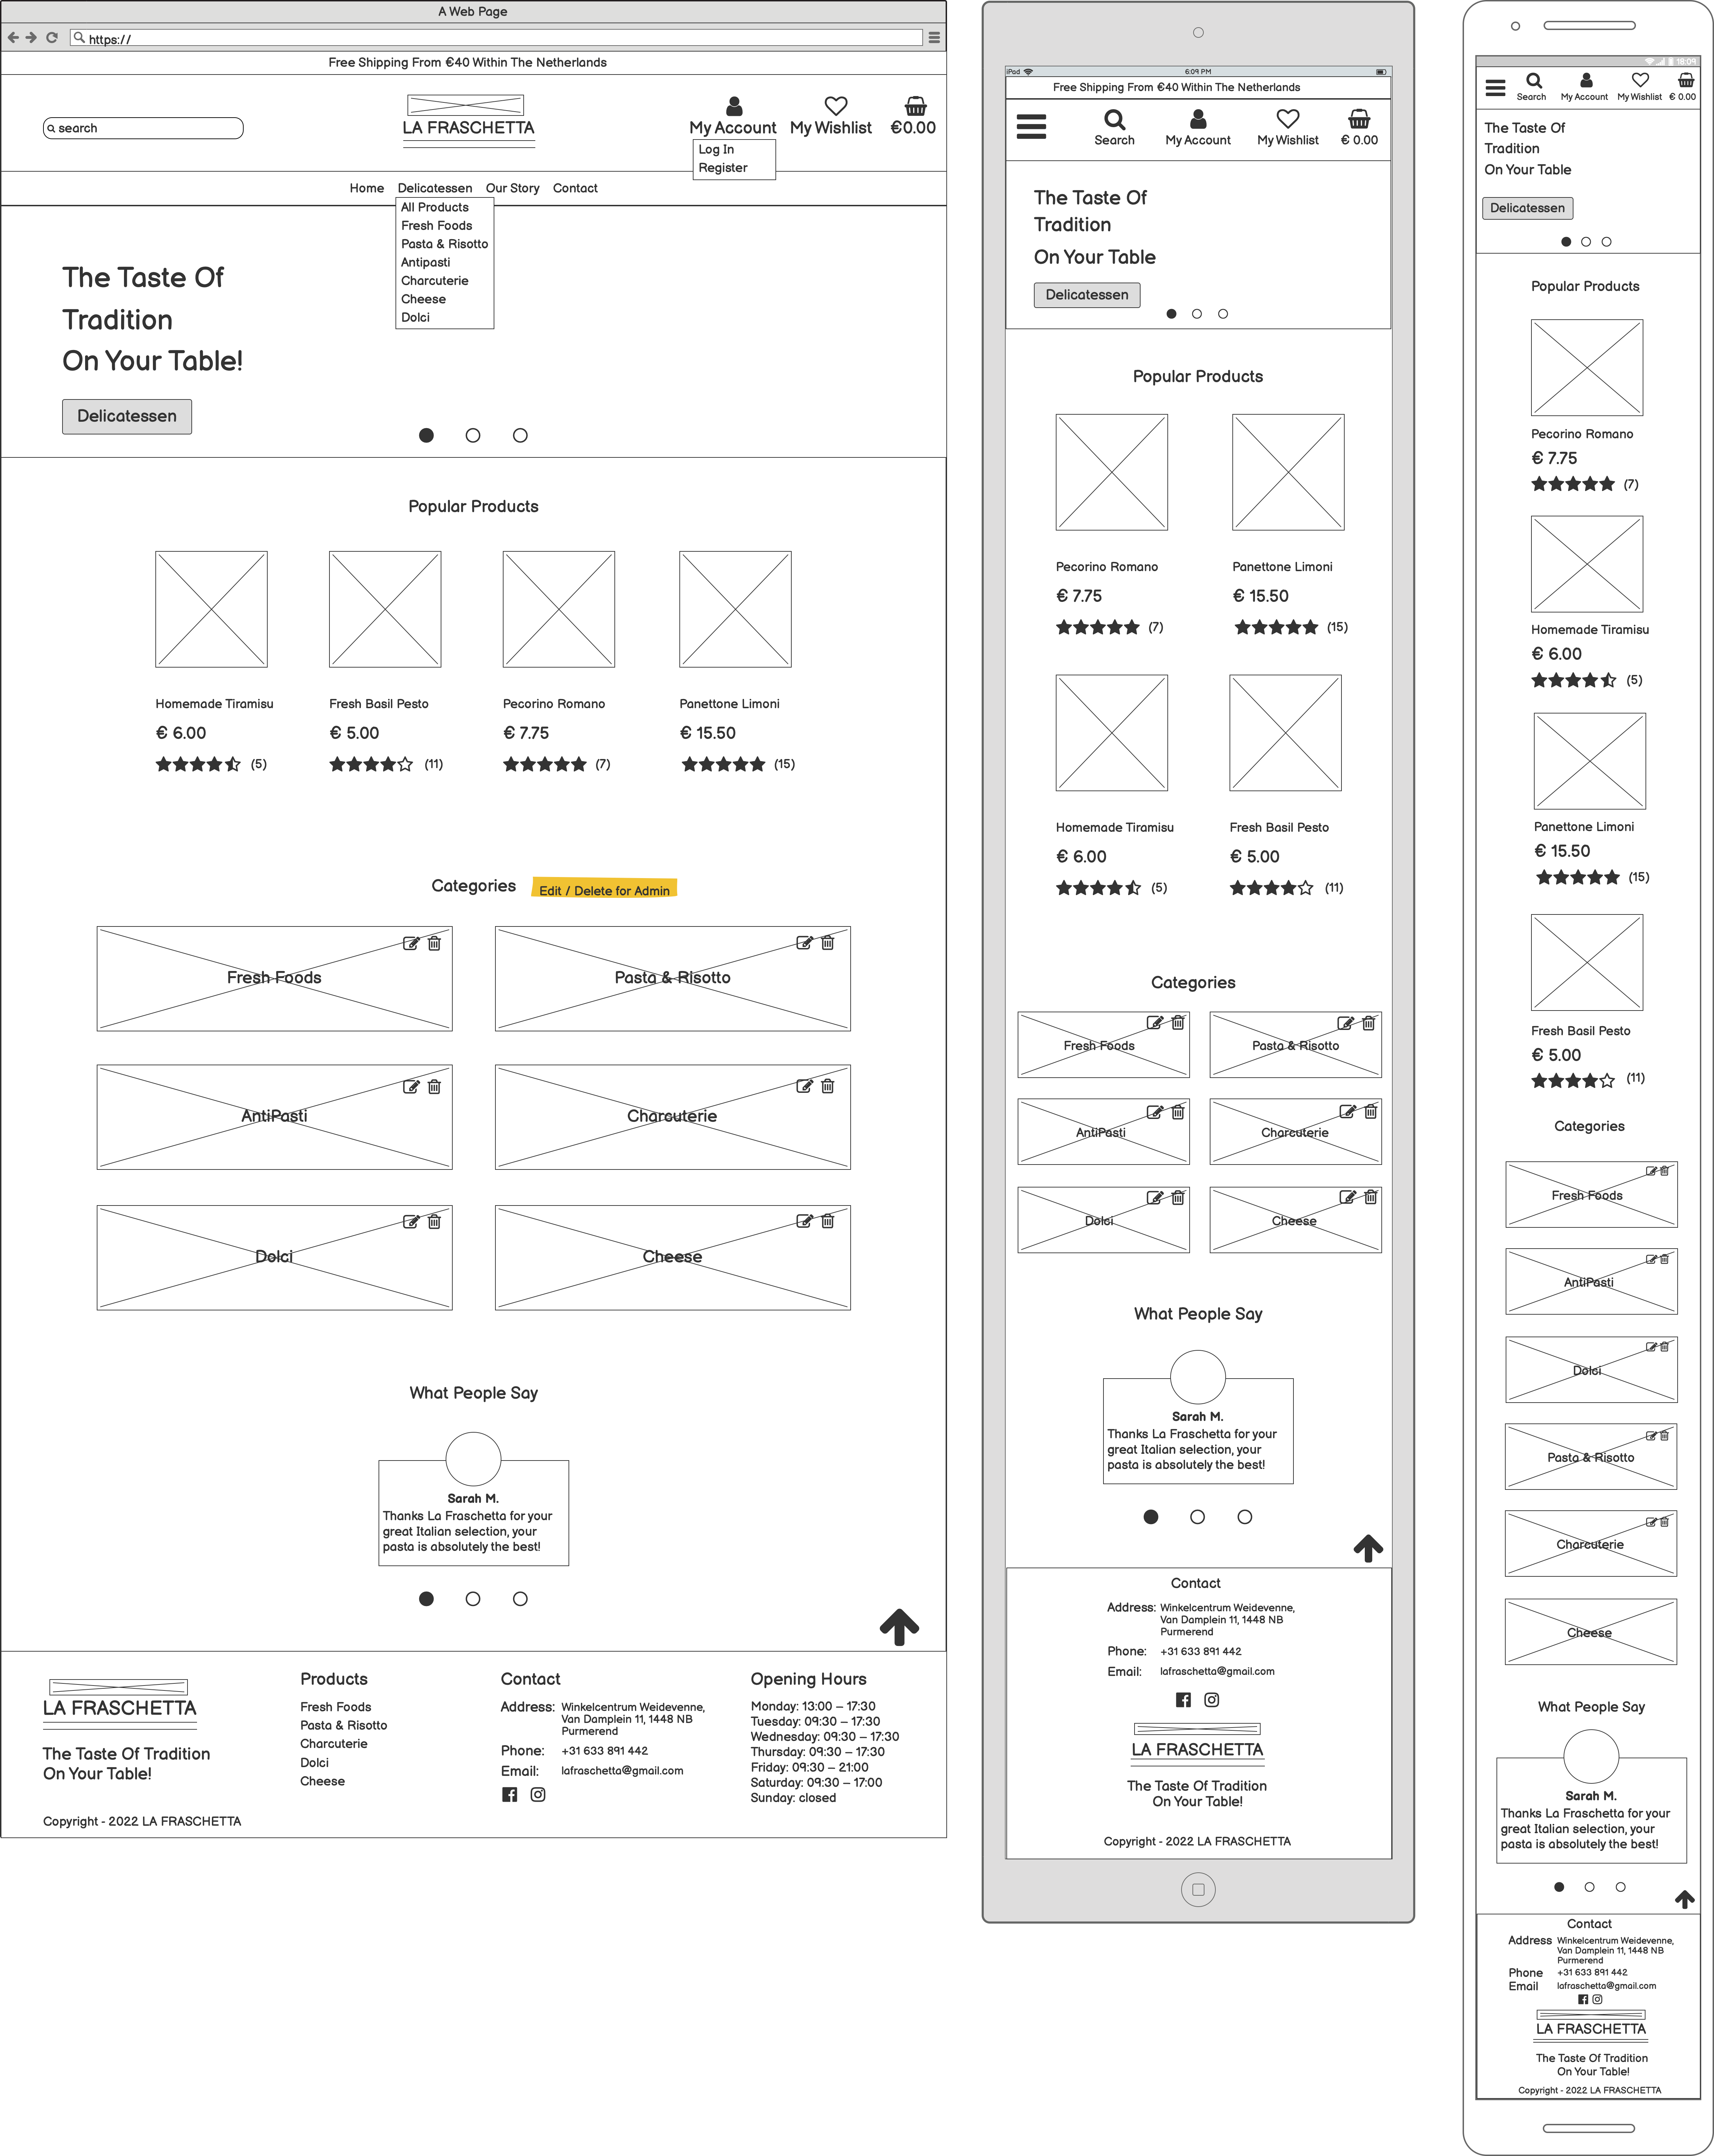 A Web Page
https://
Free Shipping From €40 Within The Netherlands
search
LA FRASCHETTA
My Account
My Wishlist
€0.00
Log In
Register
Home Delicatessen Our Story Contact
All Products
Fresh Foods
Pasta & Risotto
Antipasti
Charcuterie
Cheese
Dolci
The Taste Of
Tradition
On Your Table!
Delicatessen
Popular Products
Homemade Tiramisu
€ 6.00
(5)
Fresh Basil Pesto
€ 5.00
(11)
Pecorino Romano
€ 7.75
(7)
Panettone Limoni
€ 15.50
(15)
Categories
Edit / Delete for Admin
Fresh Foods
Pasta & Risotto
AntiPasti
Charcuterie
Dolci
Cheese
What People Say
Sarah M.
Thanks La Fraschetta for your
great Italian selection, your
pasta is absolutely the best!
LA FRASCHETTA
The Taste Of Tradition
On Your Table!
Copyright - 2022 LA FRASCHETTA
Products
Fresh Foods
Pasta & Risotto
Charcuterie
Dolci
Cheese
Contact
Address: Winkelcentrum Weidevenne,
Van Damplein 11, 1448 NB
Purmerend
Phone: +31 633 891 442
Email: lafraschetta@gmail.com
Opening Hours
Monday: 13:00 – 17:30
Tuesday: 09:30 – 17:30
Wednesday: 09:30 – 17:30
Thursday: 09:30 – 17:30
Friday: 09:30 – 21:00
Saturday: 09:30 – 17:00
Sunday: closed
iPod
6:09 PM
Free Shipping From €40 Within The Netherlands
Search
My Account
My Wishlist
€ 0.00
The Taste Of
Tradition
On Your Table
Delicatessen
Popular Products
Pecorino Romano
€ 7.75
(7)
Panettone Limoni
€ 15.50
(15)
Homemade Tiramisu
€ 6.00
(5)
Fresh Basil Pesto
€ 5.00
(11)
Categories
Fresh Foods
Pasta & Risotto
AntiPasti
Charcuterie
Dolci
Cheese
What People Say
Sarah M.
Thanks La Fraschetta for your
great Italian selection, your
pasta is absolutely the best!
Contact
Address: Winkelcentrum Weidevenne,
Van Damplein 11, 1448 NB
Purmerend
Phone: +31 633 891 442
Email: lafraschetta@gmail.com
LA FRASCHETTA
The Taste Of Tradition
On Your Table!
Copyright - 2022 LA FRASCHETTA
18:09
Search
My Account
My Wishlist
€ 0.00
The Taste Of
Tradition
On Your Table
Delicatessen
Popular Products
Pecorino Romano
€ 7.75
(7)
Homemade Tiramisu
€ 6.00
(5)
Panettone Limoni
€ 15.50
(15)
Fresh Basil Pesto
€ 5.00
(11)
Categories
Fresh Foods
AntiPasti
Dolci
Pasta & Risotto
Charcuterie
Cheese
What People Say
Sarah M.
Thanks La Fraschetta for your
great Italian selection, your
pasta is absolutely the best!
Contact
Address Winkelcentrum Weidevenne,
Van Damplein 11, 1448 NB
Purmerend
Phone +31 633 891 442
Email lafraschetta@gmail.com
LA FRASCHETTA
The Taste Of Tradition
On Your Table!
Copyright - 2022 LA FRASCHETTA